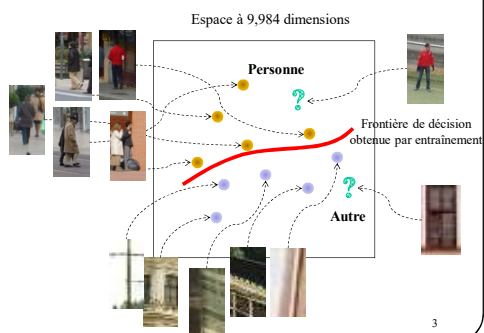 Espace à 9,984 dimensions
Personne
?
Frontière de décision
obtenue par entraînement
?
Autre
3